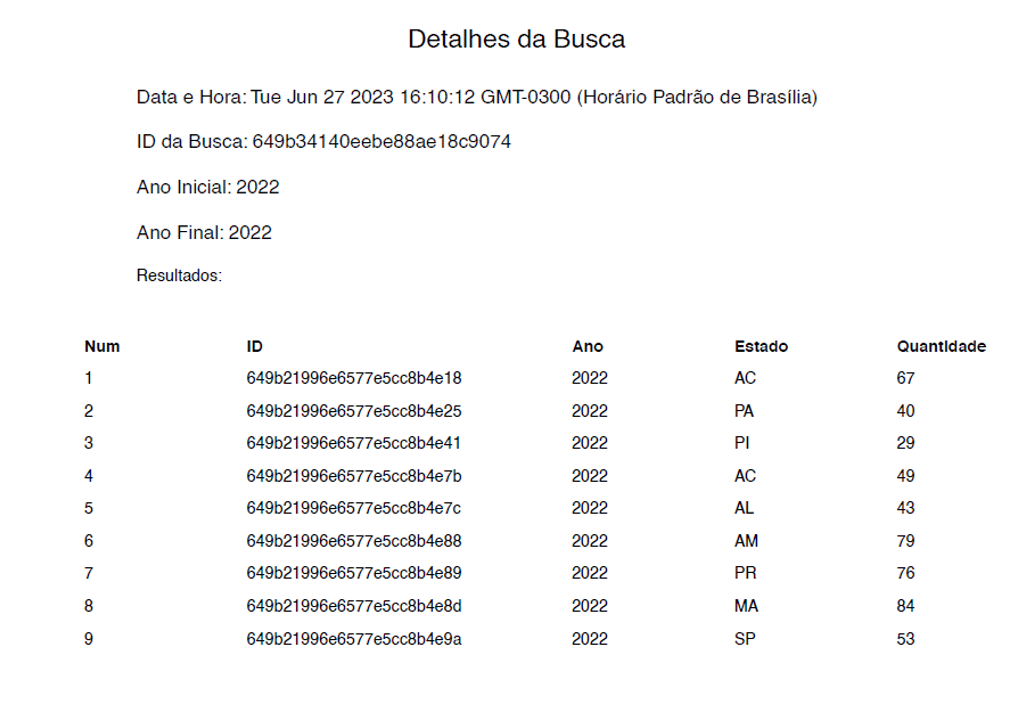 Detalhes da Busca
Data e Hora: Tue Jun 27 2023 16:10:12 GMT-0300 (Horário Padrão de Brasília)
ID da Busca: 649b34140eebe88ae18c9074
Ano Inicial: 2022
Ano Final: 2022
Resultados:
Num ID Ano Estado Quantidade
1 649b21996e6577e5cc8b4e18 2022 AC 67
2 649b21996e6577e5cc8b4e25 2022 PA 40
3 649b21996e6577e5cc8b4e41 2022 PI 29
4 649b21996e6577e5cc8b4e7b 2022 AC 49
5 649b21996e6577e5cc8b4e7c 2022 AL 43
6 649b21996e6577e5cc8b4e88 2022 AM 79
7 649b21996e6577e5cc8b4e89 2022 PR 76
8 649b21996e6577e5cc8b4e8d 2022 MA 84
9 649b21996e6577e5cc8b4e9a 2022 SP 53